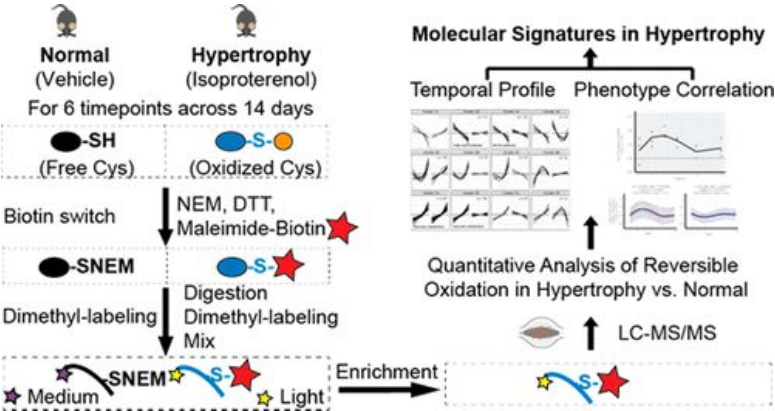 Normal
(Vehicle)
Hypertrophy
(Isoproterenol)
For 6 timepoints across 14 days
-SH
(Free Cys)
-S-
(Oxidized Cys)
Biotin switch
NEM, DTT,
Maleimide-Biotin
-SNEM
-S-
Dimethyl-labeling
Digestion
Dimethyl-labeling
Mix
Medium
-SNEM
S-
Light
Enrichment
S-
LC-MS/MS
Quantitative Analysis of Reversible
Oxidation in Hypertrophy vs. Normal
Temporal Profile
Phenotype Correlation
Molecular Signatures in Hypertrophy